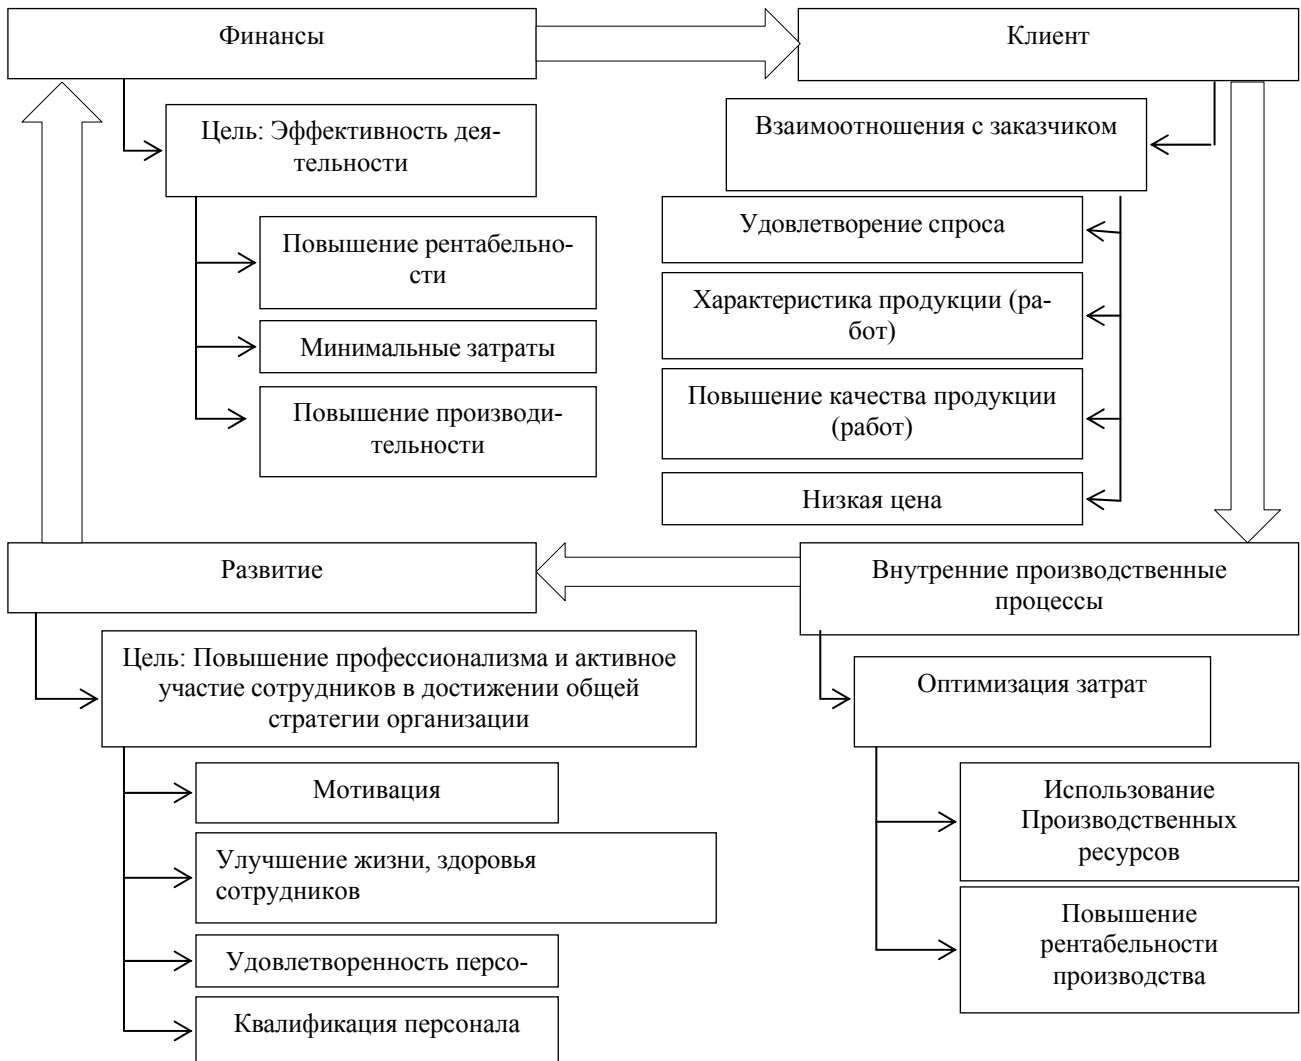 Финансы
Клиент
Цель: Эффективность дея-
тельности
Повышение рентабельно-
сти
Минимальные затраты
Повышение производи-
тельности
Взаимоотношения с заказчиком
Удовлетворение спроса
Характеристика продукции (ра-
бот)
Повышение качества продукции
(работ)
Низкая цена
Развитие
Внутренние производственные
процессы
Цель: Повышение профессионализма и активное
участие сотрудников в достижении общей
стратегии организации
Мотивация
Улучшение жизни, здоровья
сотрудников
Удовлетворенность персо-
Квалификация персонала
Оптимизация затрат
Использование
Производственных
ресурсов
Повышение
рентабельности
производства